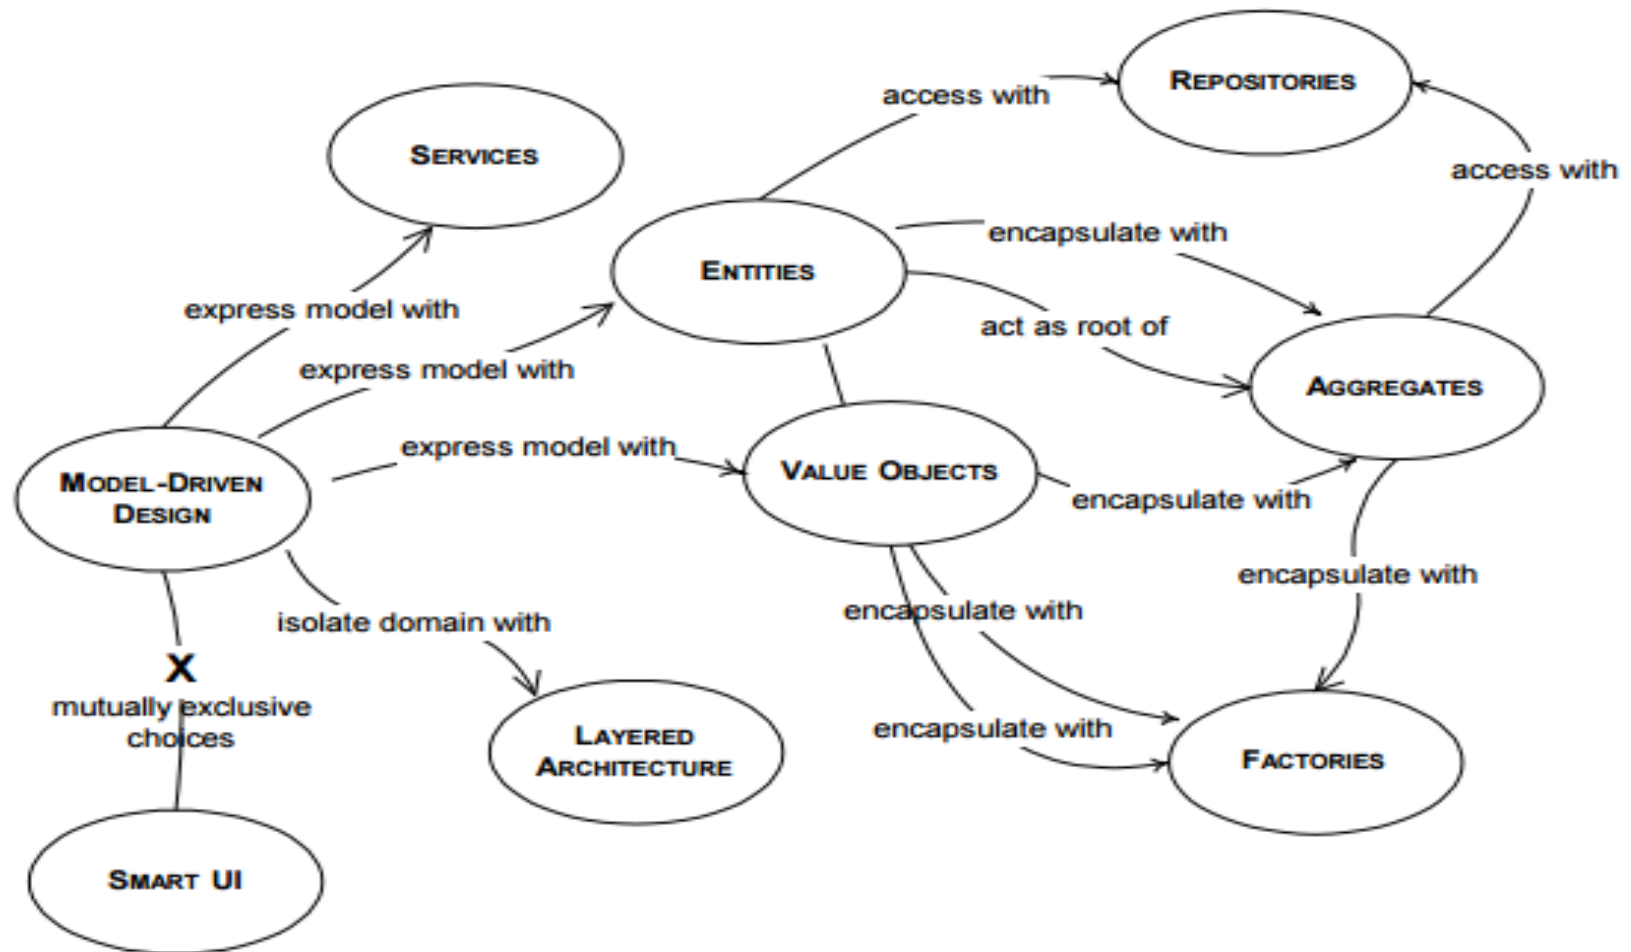 REPOSITORIES
access with
SERVICES
access with
encapsulate with
ENTITIES
express model with
act as root of
express model with
AGGREGATES
express model with
VALUE OBJECTS
MODEL-DRIVEN
DESIGN
encapsulate with
encapsulate with
encapsulate with
isolate domain with
X
mutually exclusive
choices
encapsulate with
LAYERED
ARCHITECTURE
FACTORIES
SMART UI